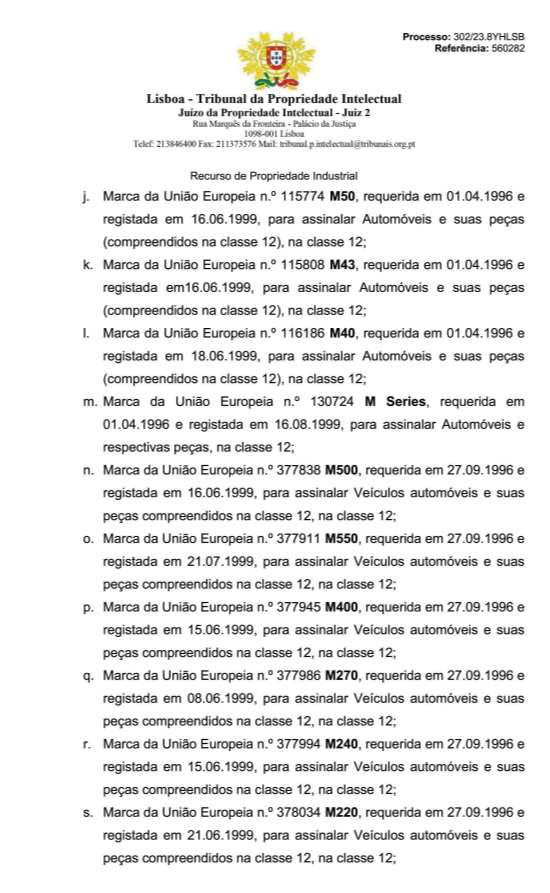 Processo: 302/23.8YHLSB
Referência: 560282
Lisboa - Tribunal da Propriedade Intelectual
Juízo da Propriedade Intelectual - Juiz 2
Rua Marquês da Fronteira - Palácio da Justiça
1098-001 Lisboa
Telef: 213846400 Fax: 211373576 Mail: tribunal.p.intelectual@tribunais.org.pt
Recurso de Propriedade Industrial
j. Marca da União Europeia n.º 115774 M50, requerida em 01.04.1996 e
registada em 16.06.1999, para assinalar Automóveis e suas peças
(compreendidos na classe 12), na classe 12;
k. Marca da União Europeia n.º 115808 M43, requerida em 01.04.1996 e
registada em16.06.1999, para assinalar Automóveis e suas peças
(compreendidos na classe 12), na classe 12;
l. Marca da União Europeia n.º 116186 M40, requerida em 01.04.1996 e
registada em 18.06.1999, para assinalar Automóveis e suas peças
(compreendidos na classe 12), na classe 12;
m. Marca da União Europeia n.º 130724 M Series, requerida em
01.04.1996 e registada em 16.08.1999, para assinalar Automóveis e
respectivas peças, na classe 12;
n. Marca da União Europeia n.º 377838 M500, requerida em 27.09.1996 e
registada em 16.06.1999, para assinalar Veículos automóveis e suas
peças compreendidos na classe 12, na classe 12;
o. Marca da União Europeia n.º 377911 M550, requerida em 27.09.1996 e
registada em 21.07.1999, para assinalar Veículos automóveis e suas
peças compreendidos na classe 12, na classe 12;
p. Marca da União Europeia n.º 377945 M400, requerida em 27.09.1996 e
registada em 15.06.1999, para assinalar Veículos automóveis e suas
peças compreendidos na classe 12, na classe 12;
q. Marca da União Europeia n.º 377986 M270, requerida em 27.09.1996 e
registada em 08.06.1999, para assinalar Veículos automóveis e suas
peças compreendidos na classe 12, na classe 12;
r. Marca da União Europeia n.º 377994 M240, requerida em 27.09.1996 e
registada em 15.06.1999, para assinalar Veículos automóveis e suas
peças compreendidos na classe 12, na classe 12;
s. Marca da União Europeia n.º 378034 M220, requerida em 27.09.1996 e
registada em 21.06.1999, para assinalar Veículos automóveis e suas
peças compreendidos na classe 12, na classe 12;